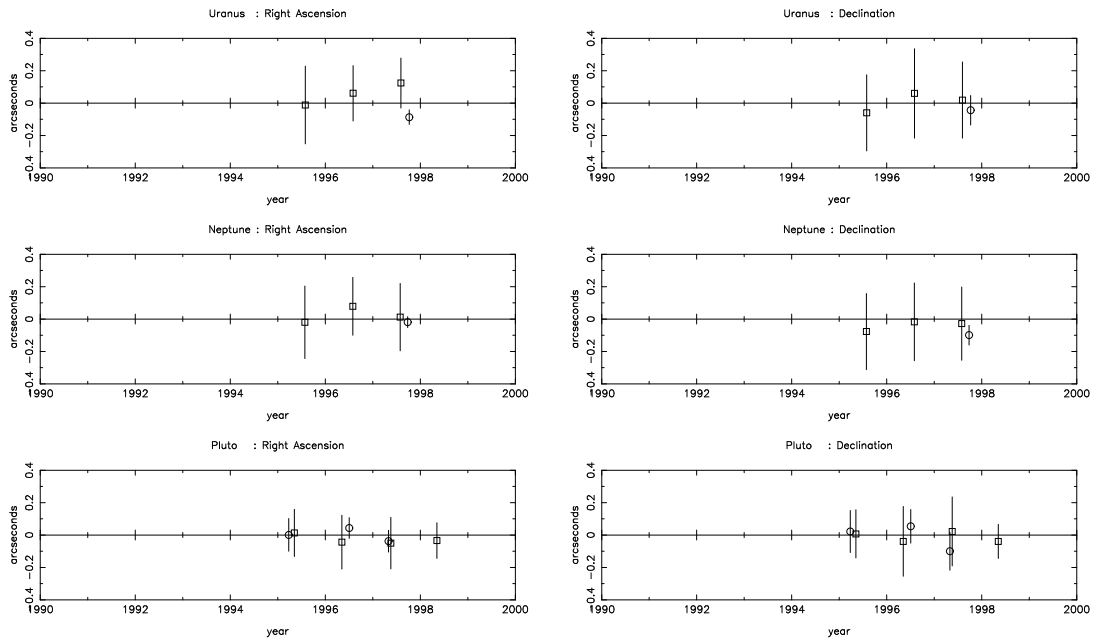 Uranus : Right Ascension
arcseconds
0.4
0.2
0
−0.2
−0.4
1990 1992 1994 1996 1998 2000
year
Uranus : Declination
arcseconds
0.4
0.2
0
−0.2
−0.4
1990 1992 1994 1996 1998 2000
year
Neptune : Right Ascension
arcseconds
0.4
0.2
0
−0.2
−0.4
1990 1992 1994 1996 1998 2000
year
Neptune : Declination
arcseconds
0.4
0.2
0
−0.2
−0.4
1990 1992 1994 1996 1998 2000
year
Pluto : Right Ascension
arcseconds
0.4
0.2
0
−0.2
−0.4
1990 1992 1994 1996 1998 2000
year
Pluto : Declination
arcseconds
0.4
0.2
0
−0.2
−0.4
1990 1992 1994 1996 1998 2000
year